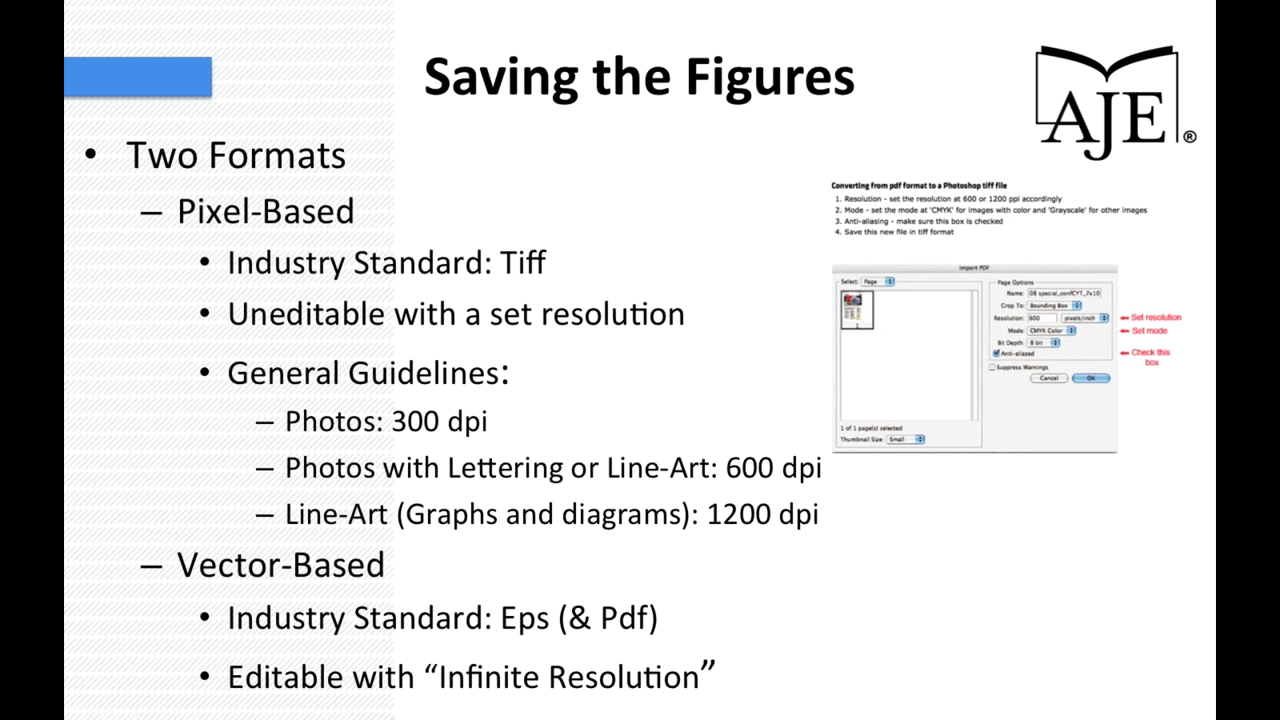 Saving the Figures
AJE®
• Two Formats
– Pixel-Based
• Industry Standard: Tiff
• Uneditable with a set resolution
• General Guidelines:
– Photos: 300 dpi
– Photos with Lettering or Line-Art: 600 dpi
– Line-Art (Graphs and diagrams): 1200 dpi
– Vector-Based
• Industry Standard: Eps (& Pdf)
• Editable with “Infinite Resolution”
Converting from pdf format to a Photoshop tiff file
1. Resolution - set the resolution at 600 or 1200 ppi accordingly
2. Mode - set the mode at 'CMYK' for images with color and 'Grayscale' for other images
3. Anti-aliasing - make sure this box is checked
4. Save this new file in tiff format
Import PDF
Select: Page
1
1 of 1 page(s) selected
Thumbnail Size: Small
Page Options
Name: 08 special_conf
Crop To: Bounding Box
Resolution: 600 pixels/inch
Mode: CMYK Color
Bit Depth: 8 bit
Anti-aliased
Suppress Warnings
Cancel OK
Set resolution
Set mode
Check this
box